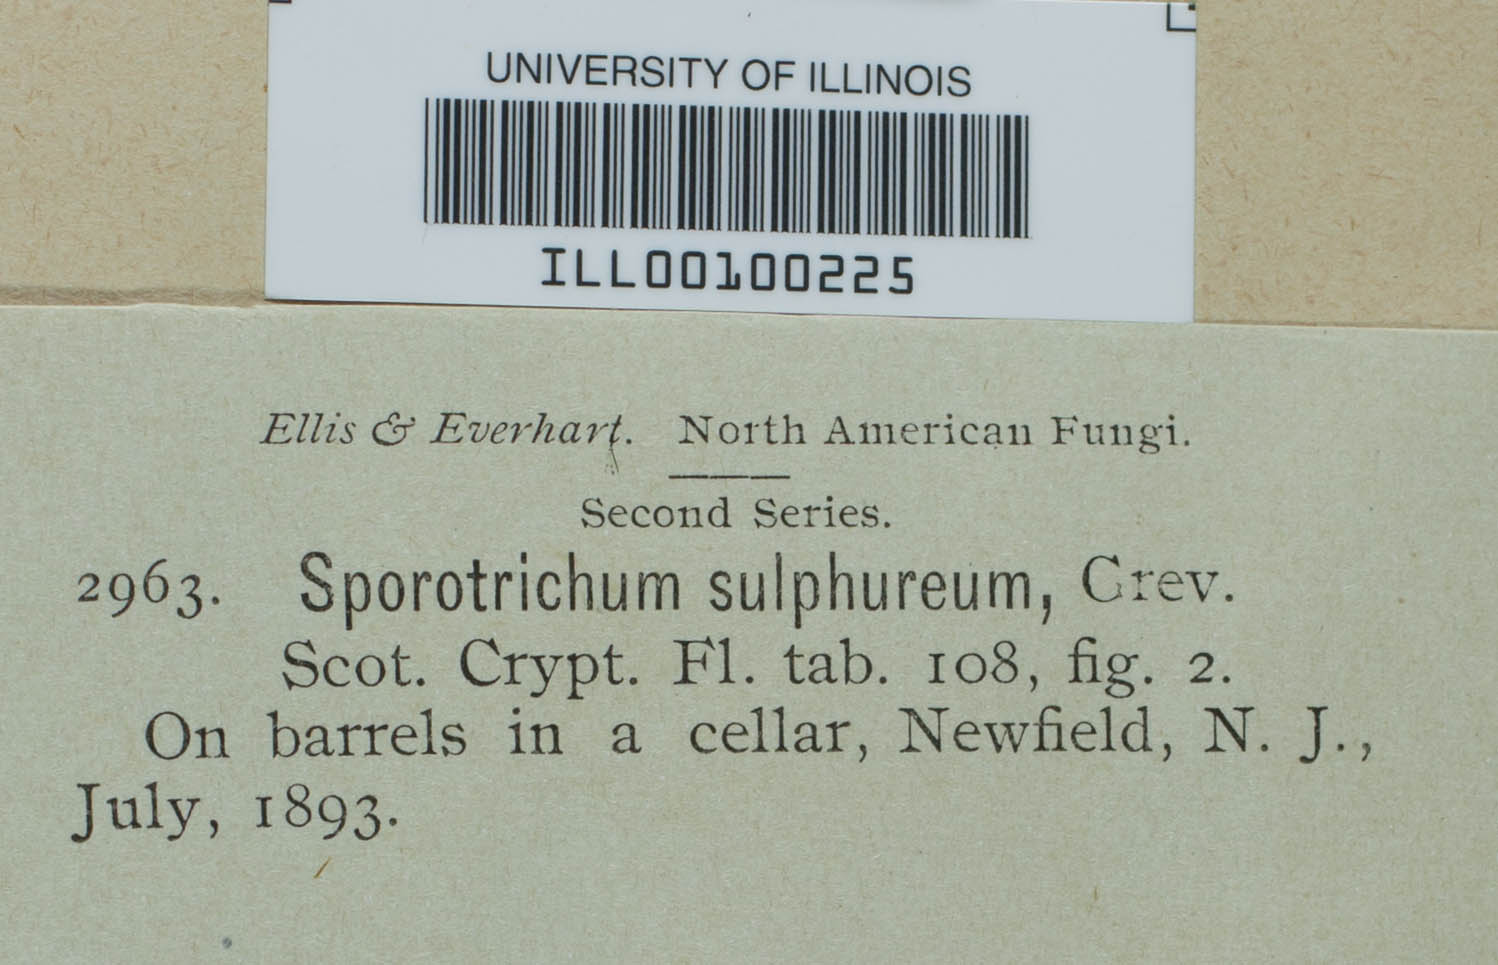 UNIVERSITY OF ILLINOIS
ILL00100225
Ellis & Everhart. North American Fungi.
Second Series.
2963. Sporotrichum sulphureum, Grev.
Scot. Crypt. Fl. tab. 108, fig. 2.
On barrels in a cellar, Newfield, N. J.,
July, 1893.